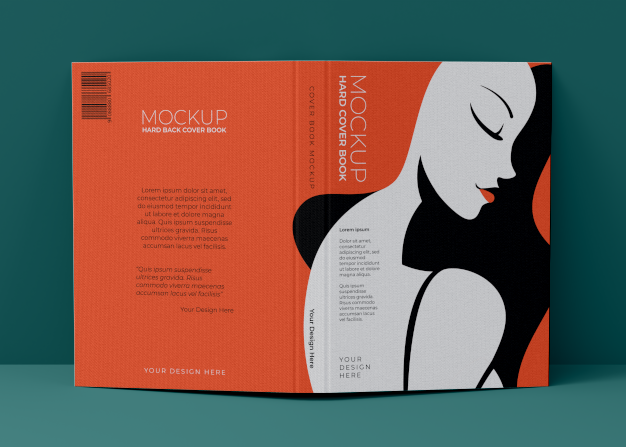 MOCKUP
HARD BACK COVER BOOK
Lorem ipsum dolor sit amet,
consectetur adipiscing elit, sed
do eiusmod tempor incididunt
ut labore et dolore magna
aliqua. Quis ipsum suspendisse
ultrices gravida. Risus
commodo viverra maecenas
accumsan lacus vel facilisis.
"Quis ipsum suspendisse
ultrices gravida. Risus
commodo viverra maecenas
accumsan lacus vel facilisis".
Your Design Here
YOUR DESIGN HERE
COVER BOOK MOCKUP
Your Design Here
MOCKUP
HARD COVER BOOK
Lorem ipsum
Dolor sit amet,
consectetur
adipiscing elit,
sed do eiusmod
tempor incididunt
ut labore et
dolore magna
aliqua.
Quis ipsum
suspendisse
ultrices gravida.
Risus commodo
viverra maecenas
accumsan lacus
vel facilisis.
YOUR
DESIGN
HERE